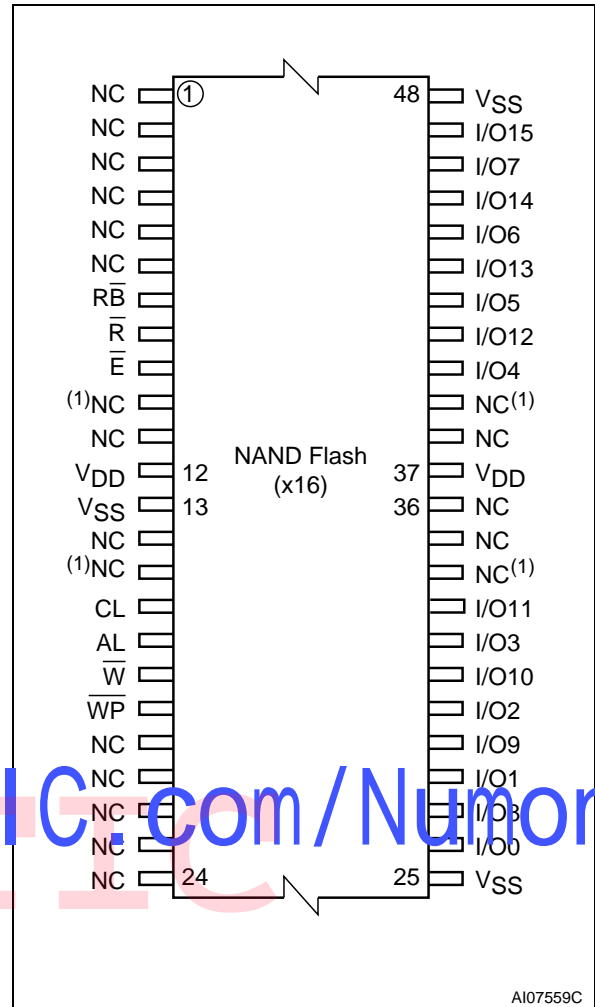 NC 1 48 VSS
NC I/O15
NC I/O7
NC I/O14
NC I/O6
NC I/O13
RB̅ I/O5
R̅ I/O12
E̅ I/O4
(1)NC NC(1)
NC NC
VDD 12 NAND Flash 37 VDD
(x16)
VSS 13 36 NC
NC NC
(1)NC NC(1)
CL I/O11
AL I/O3
W̅ I/O10
W̅P̅ I/O2
NC I/O9
NC I/O1
IC.com/Numon
NC I/O8
NC I/O0
TIC
NC 24 25 VSS
AI07559C